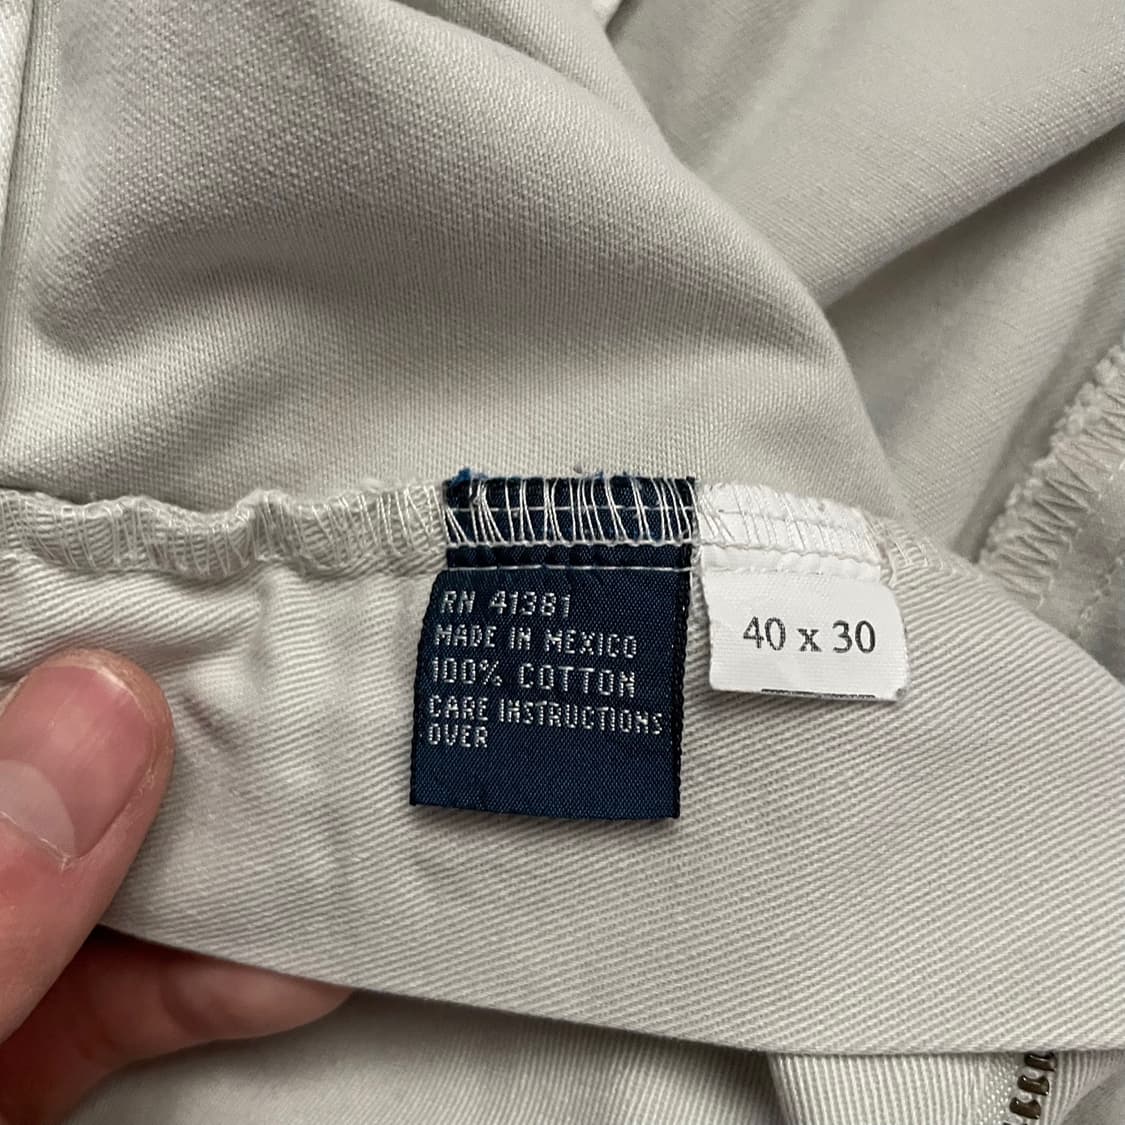 RN 41381
MADE IN MEXICO
100% COTTON
CARE INSTRUCTIONS
OVER
40 x 30